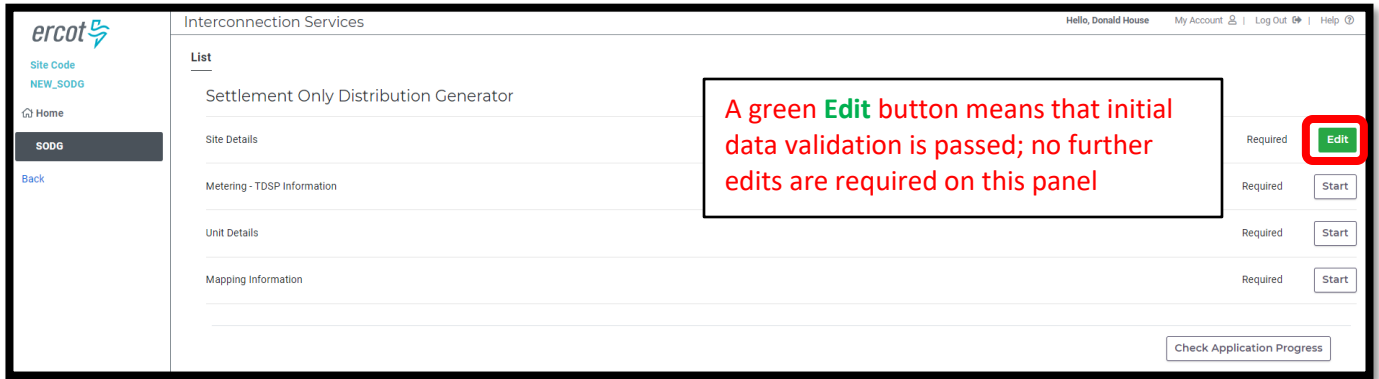 ercot
Interconnection Services
Hello, Donald House My Account | Log Out | Help
Site Code
NEW_SODG
Home
SODG
Back
List
Settlement Only Distribution Generator
Site Details Required Edit
Metering - TDSP Information Required Start
Unit Details Required Start
Mapping Information Required Start
Check Application Progress
A green Edit button means that initial
data validation is passed; no further
edits are required on this panel